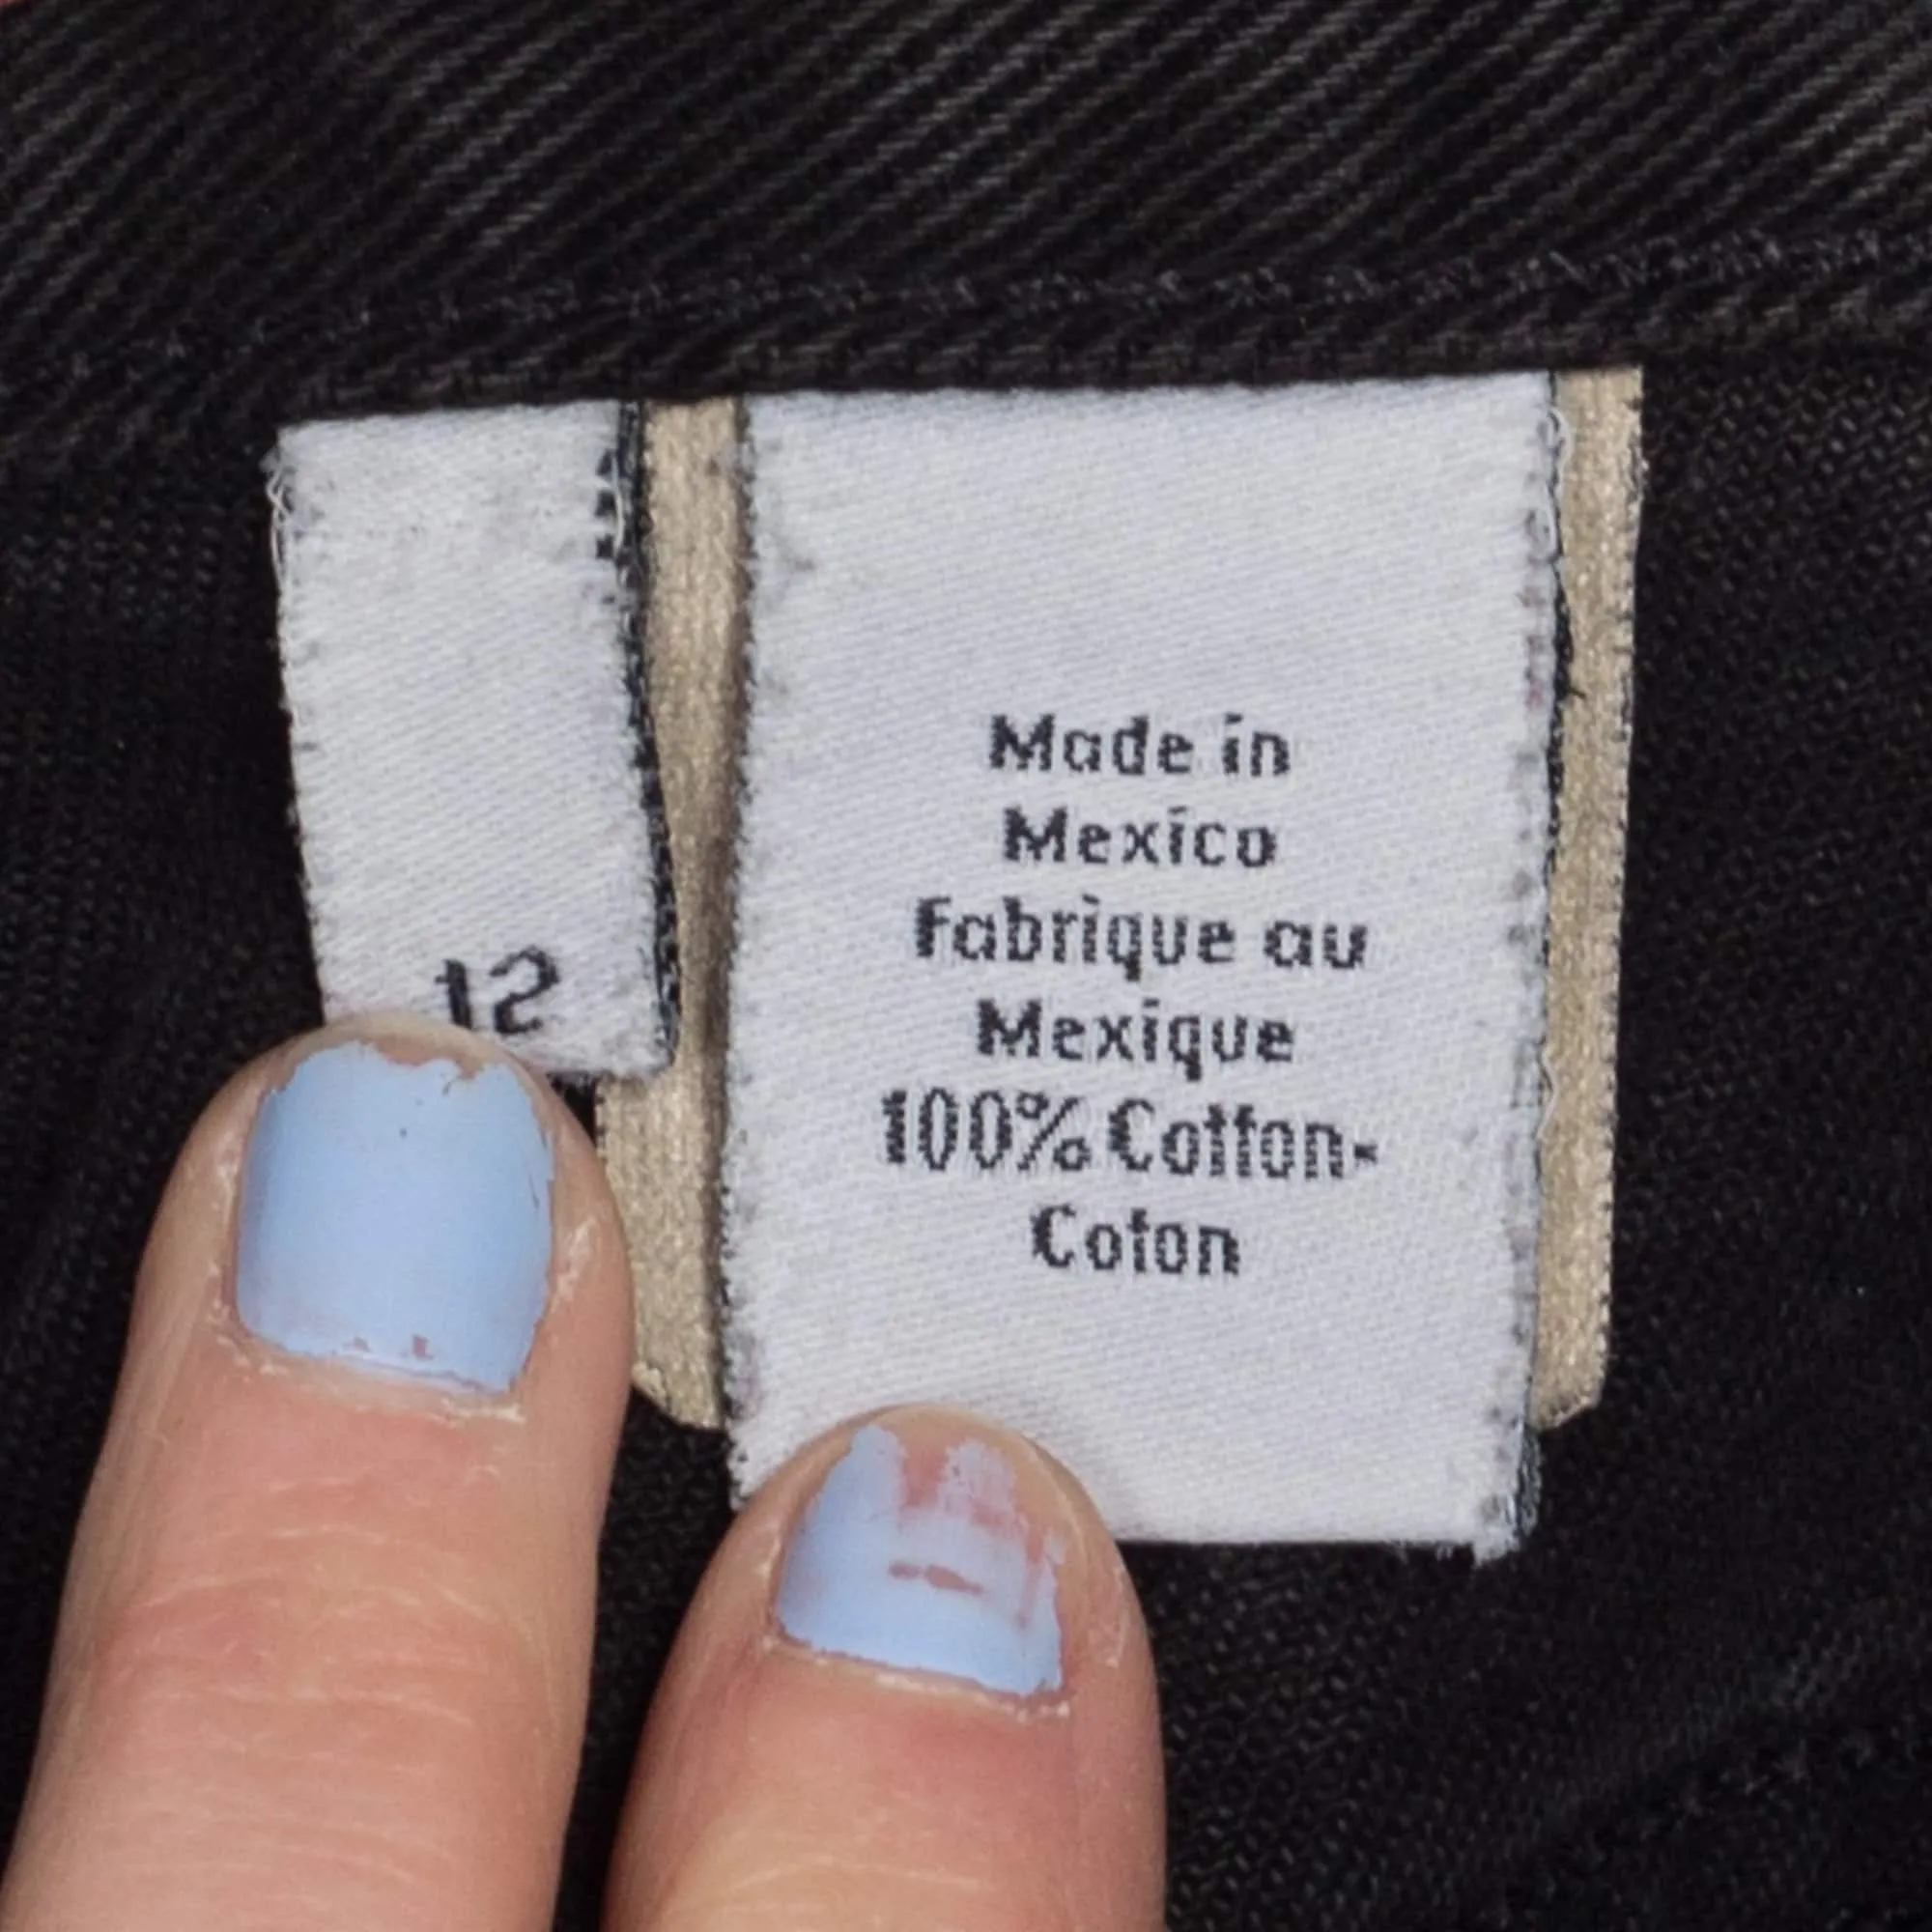 12
Made in
Mexico
Fabrique au
Mexique
100% Cotton-
Coton